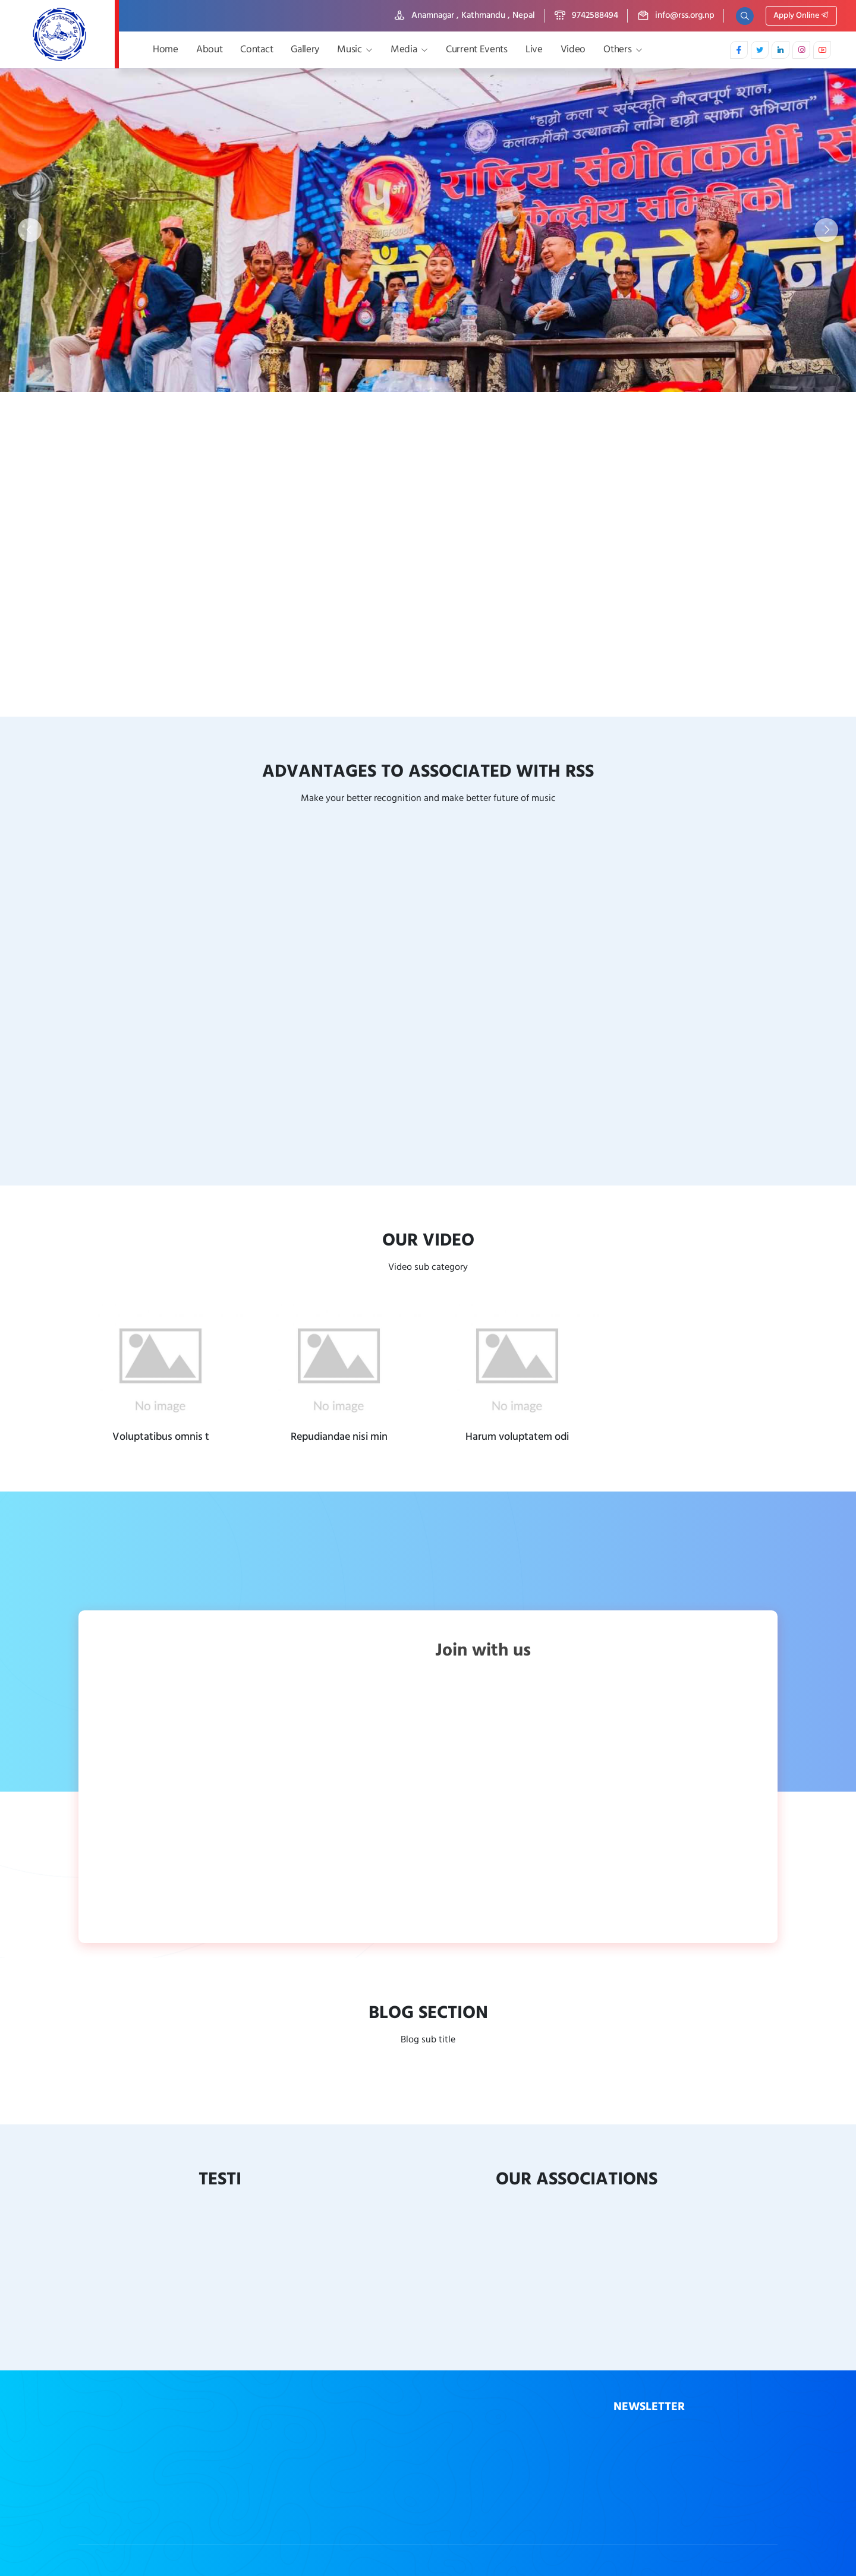 Anamnagar , Kathmandu , Nepal
9742588494
info@rss.org.np
Apply Online
Home
About
Contact
Gallery
Music
Media
Current Events
Live
Video
Others
"हाम्रो कला र संस्कृति गौरवपूर्ण शान,
कलाकर्मीको उत्थानको लागि हाम्रो साझा अभियान"
राष्ट्रिय संगीतकर्मी
केन्द्रीय समितिको
पाँचौं
ADVANTAGES TO ASSOCIATED WITH RSS
Make your better recognition and make better future of music
OUR VIDEO
Video sub category
No image
No image
No image
Voluptatibus omnis t
Repudiandae nisi min
Harum voluptatem odi
Join with us
BLOG SECTION
Blog sub title
TESTI
OUR ASSOCIATIONS
NEWSLETTER